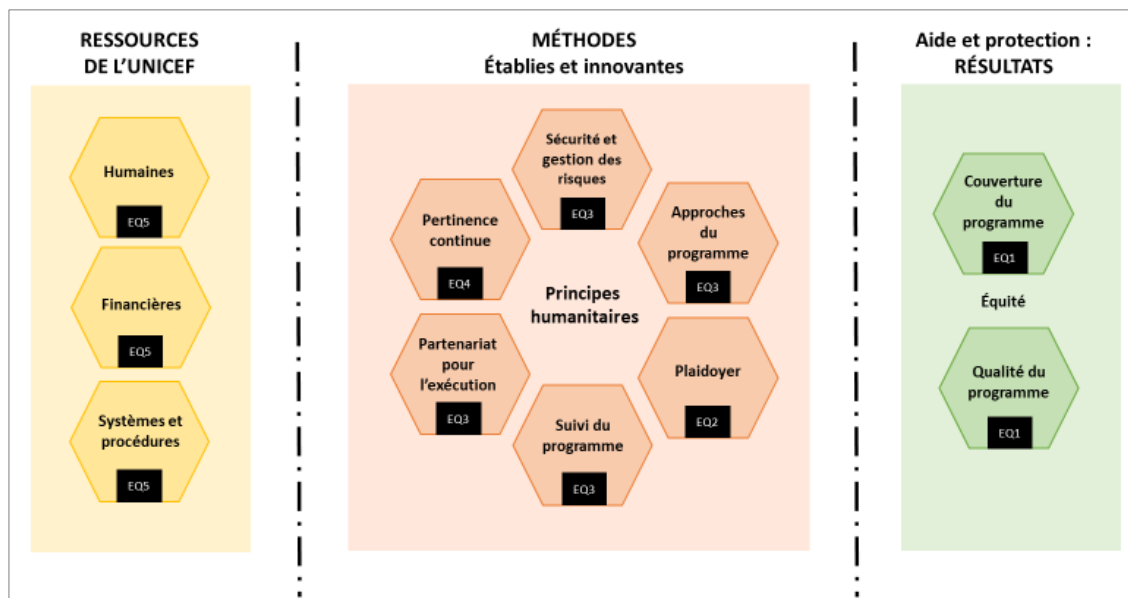 RESSOURCES
DE L'UNICEF
Humaines
EQ5
Financières
EQ5
Systèmes et
procédures
EQ5
MÉTHODES
Établies et innovantes
Sécurité et
gestion des
risques
EQ3
Pertinence
continue
EQ4
Approches
du
programme
EQ3
Principes
humanitaires
Partenariat
pour
l'exécution
EQ3
Plaidoyer
EQ2
Suivi du
programme
EQ3
Aide et protection :
RÉSULTATS
Couverture
du
programme
EQ1
Équité
Qualité du
programme
EQ1